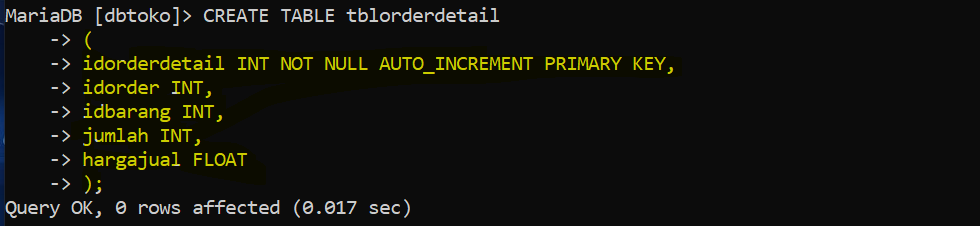 MariaDB [dbtoko]> CREATE TABLE tblorderdetail
    -> (
    -> idorderdetail INT NOT NULL AUTO_INCREMENT PRIMARY KEY,
    -> idorder INT,
    -> idbarang INT,
    -> jumlah INT,
    -> hargajual FLOAT
    -> );
Query OK, 0 rows affected (0.017 sec)